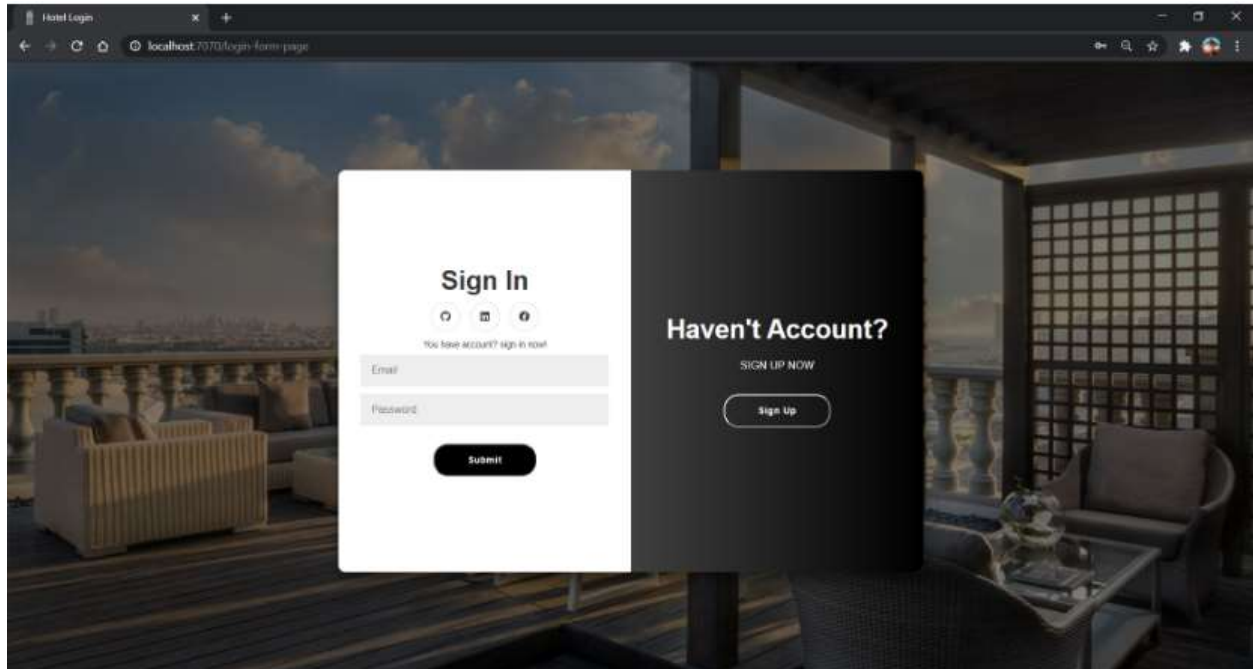 Hotel Login
localhost:7070/login-form-page
Sign In
You have account? sign in now!
Email
Password
Submit
Haven't Account?
SIGN UP NOW
Sign Up